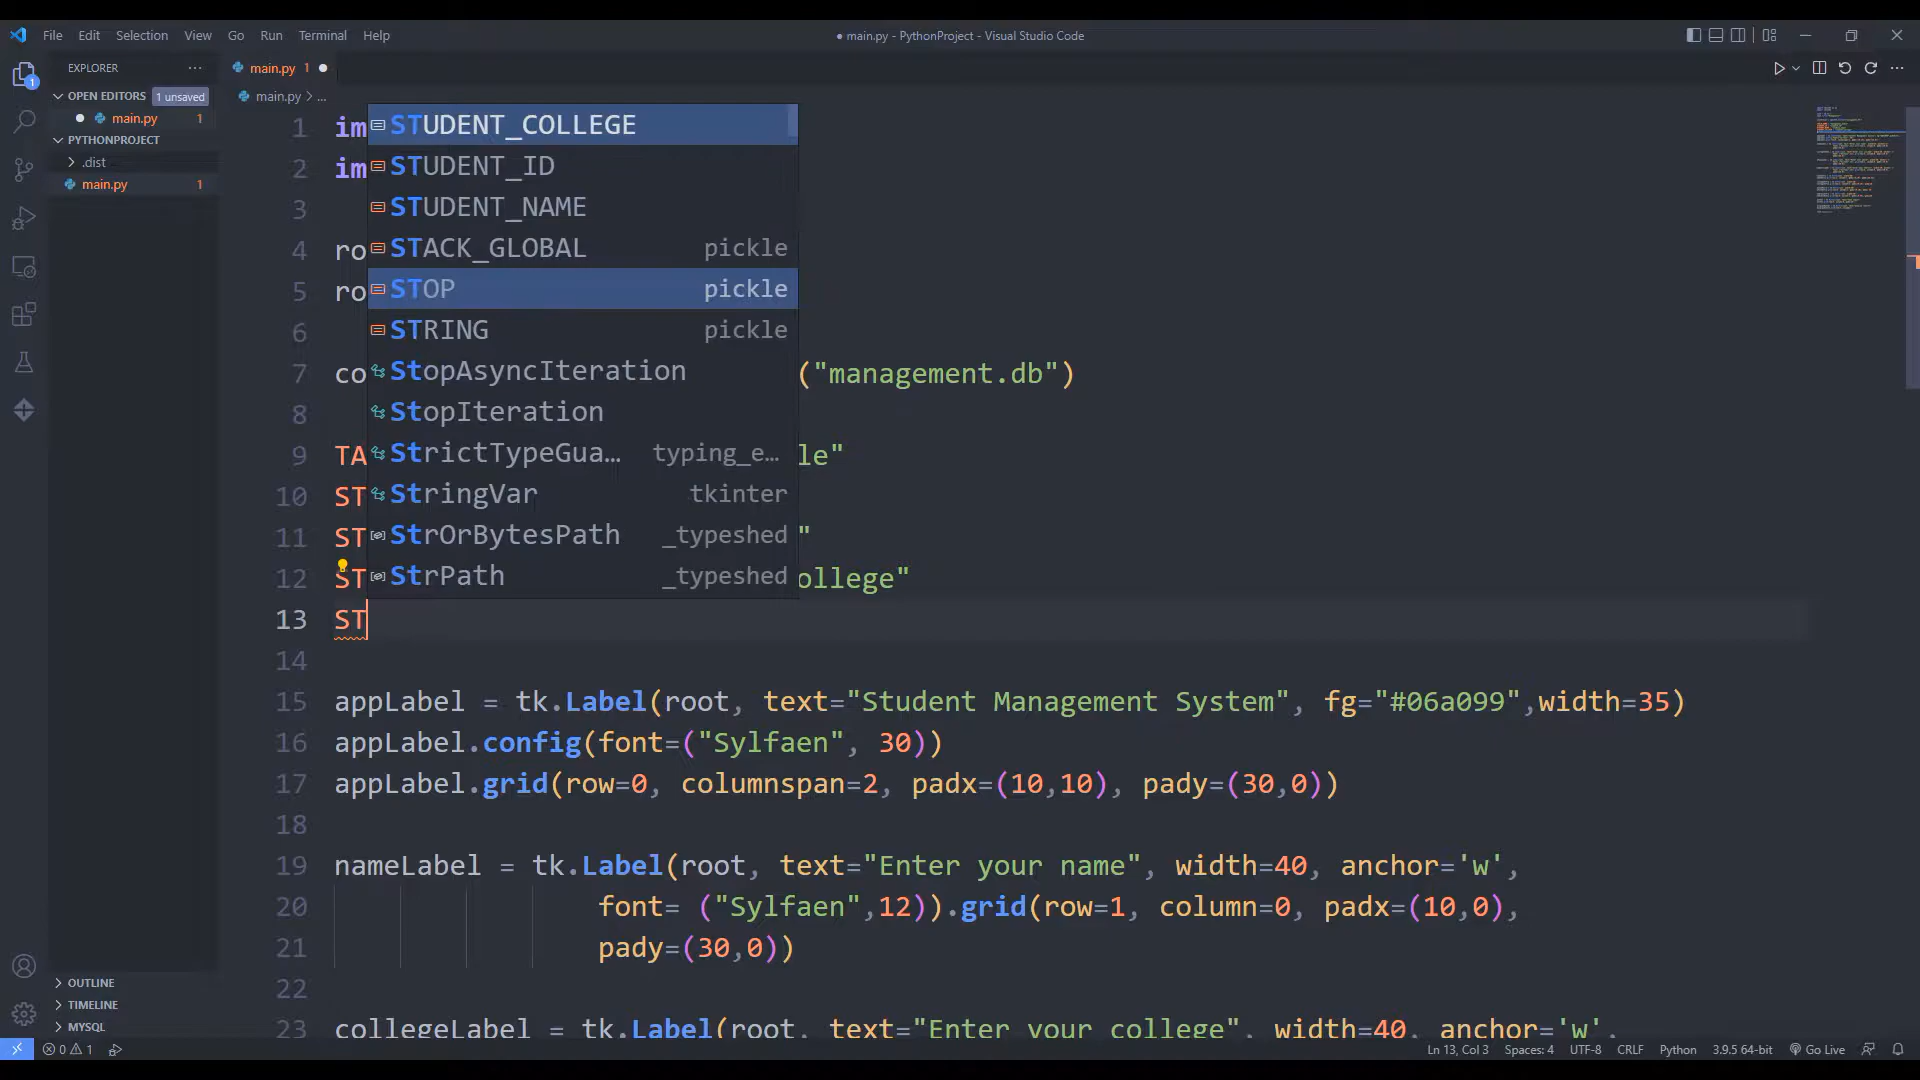 File Edit Selection View Go Run Terminal Help
● main.py - PythonProject - Visual Studio Code
EXPLORER ···
main.py 1 ●
OPEN EDITORS 1 unsaved
● main.py 1
PYTHONPROJECT
.dist
main.py 1
main.py > ...
1 im
2 im
3
4 ro
5 ro
6
7 co ("management.db")
8
9 TA le"
10 ST
11 ST "
12 ST ollege"
13 ST
14
STUDENT_COLLEGE
STUDENT_ID
STUDENT_NAME
STACK_GLOBAL pickle
STOP pickle
STRING pickle
StopAsyncIteration
StopIteration
StrictTypeGua… typing_e…
StringVar tkinter
StrOrBytesPath _typeshed
StrPath _typeshed
15 appLabel = tk.Label(root, text="Student Management System", fg="#06a099",width=35)
16 appLabel.config(font=("Sylfaen", 30))
17 appLabel.grid(row=0, columnspan=2, padx=(10,10), pady=(30,0))
18
19 nameLabel = tk.Label(root, text="Enter your name", width=40, anchor='w',
20 font= ("Sylfaen",12)).grid(row=1, column=0, padx=(10,0),
21 pady=(30,0))
22
23 collegeLabel = tk.Label(root, text="Enter your college", width=40, anchor='w',
OUTLINE
TIMELINE
MYSQL
0 1
Ln 13, Col 3 Spaces: 4 UTF-8 CRLF Python 3.9.5 64-bit Go Live